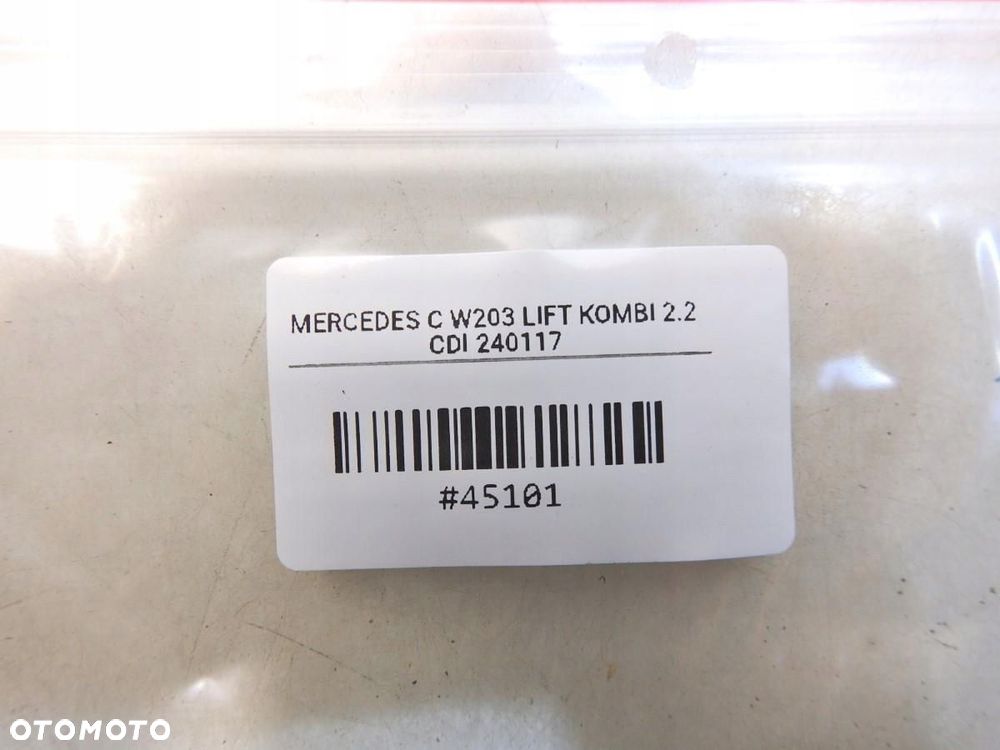 MERCEDES C W203 LIFT KOMBI 2.2
CDI 240117
#45101
OTOMOTO